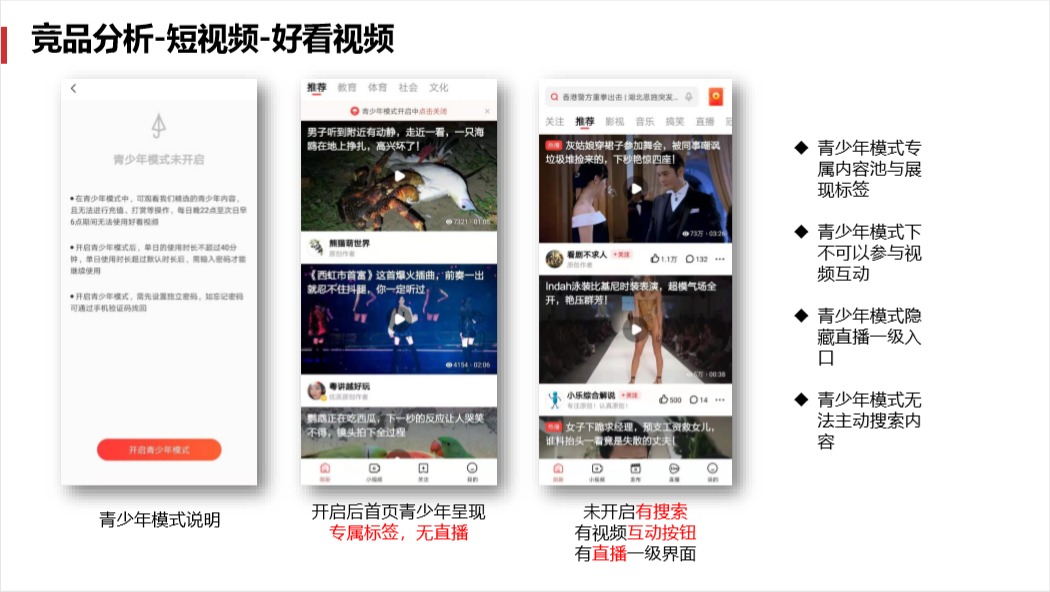 竞品分析-短视频-好看视频
青少年模式未开启
●在青少年模式中，可观看我们精选的青少年内容，
且无法进行充值、打赏等操作，每日晚22点至次日早
6点期间无法使用好看视频
●开启青少年模式后，单日的使用时长不超过40分
钟，单日使用时长超过默认时长后，需输入密码才能
继续使用
●开启青少年模式，需先设置独立密码，如忘记密码
可通过手机验证码找回
开启青少年模式
青少年模式说明
推荐 教育 体育 社会 文化
青少年模式开启中点击关闭
男子听到附近有动静，走近一看，一只海
鸥在地上挣扎，高兴坏了！
7321 · 01:05
熊猫萌世界
原创作者
《西虹市首富》这首爆火插曲，前奏一出
就忍不住抖腿，你一定听过
4154 · 02:06
粤讲越好玩
优质原创作者
鹦鹉正在吃西瓜，下一秒的反应让人哭笑
不得，镜头拍下全过程
小视频 关注 我的
开启后首页青少年呈现
专属标签，无直播
香港警方重拳出击 | 湖北恩施突发...
关注 推荐 影视 音乐 搞笑 直播
热播 灰姑娘穿裙子参加舞会，被同事嘲讽
垃圾堆捡来的，下秒艳惊四座！
73万 · 03:26
看剧不求人 +关注 1.1万 132
原创作者
Indah泳装比基尼时装表演，超模气场全
开，艳压群芳！
00:38
小乐综合解说 +关注 500 14
专注原创！认真原创！
热播 女子下跪求经理，预支工资救女儿，
谁料抬头一看竟是失散的丈夫！
小视频 发布 直播 我的
未开启有搜索
有视频互动按钮
有直播一级界面
◆ 青少年模式专
属内容池与展
现标签
◆ 青少年模式下
不可以参与视
频互动
◆ 青少年模式隐
藏直播一级入
口
◆ 青少年模式无
法主动搜索内
容